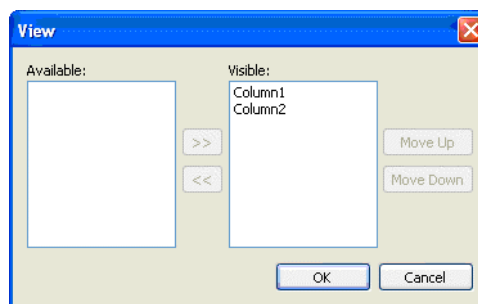 View
Available:
Visible:
Column1
Column2
>>
Move Up
<<
Move Down
OK
Cancel